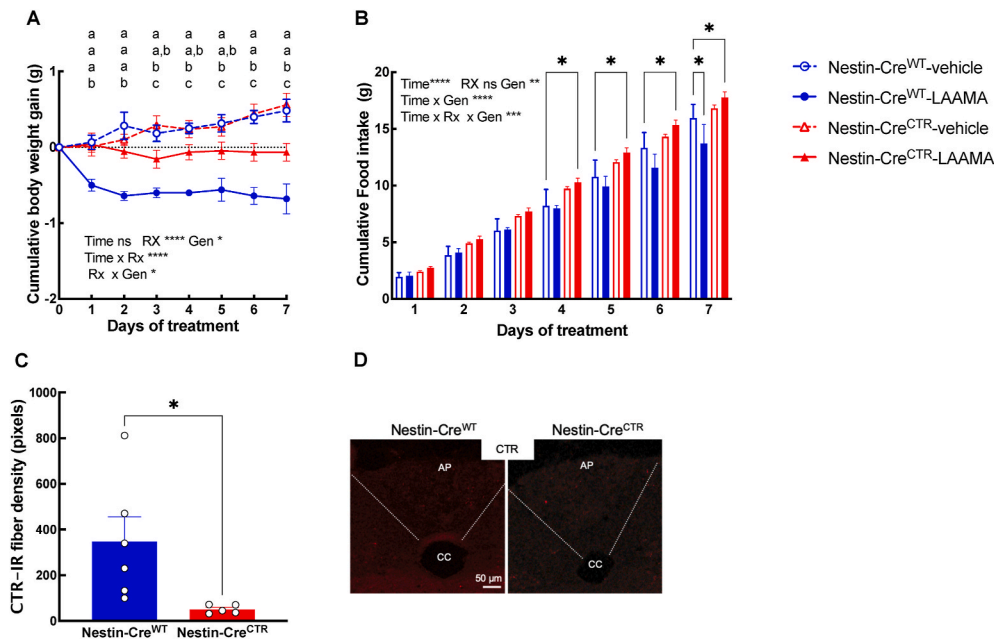 A
a a a a a a a
a a a,b a,b a,b a a
a a b b b a b
b b c c c c c
Cumulative body weight gain (g)
1
0
-1
-2
Time ns RX **** Gen *
Time x Rx ****
Rx x Gen *
0 1 2 3 4 5 6 7
Days of treatment
B
* * * * *
Cumulative Food intake (g)
20
15
10
5
0
Time**** RX ns Gen **
Time x Gen ****
Time x Rx x Gen ***
1 2 3 4 5 6 7
Days of treatment
Nestin-CreWT-vehicle
Nestin-CreWT-LAAMA
Nestin-CreCTR-vehicle
Nestin-CreCTR-LAAMA
C
CTR–IR fiber density (pixels)
1000
800
600
400
200
0
*
Nestin-CreWT Nestin-CreCTR
D
Nestin-CreWT Nestin-CreCTR
CTR
AP AP
CC CC
50 µm